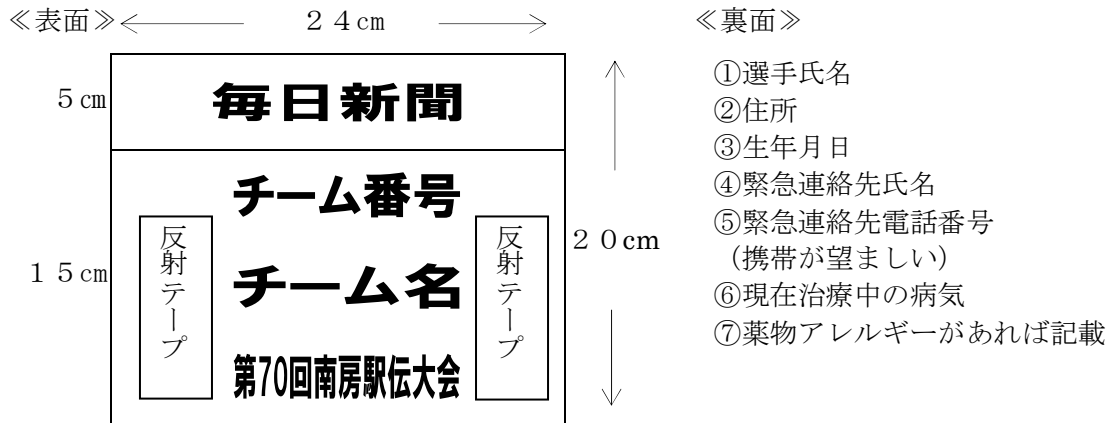 ≪表面≫
２４㎝
5㎝
毎日新聞
チーム番号
反射テープ
反射テープ
１５㎝
チーム名
第70回南房駅伝大会
２０cm
≪裏面≫
①選手氏名
②住所
③生年月日
④緊急連絡先氏名
⑤緊急連絡先電話番号
（携帯が望ましい）
⑥現在治療中の病気
⑦薬物アレルギーがあれば記載